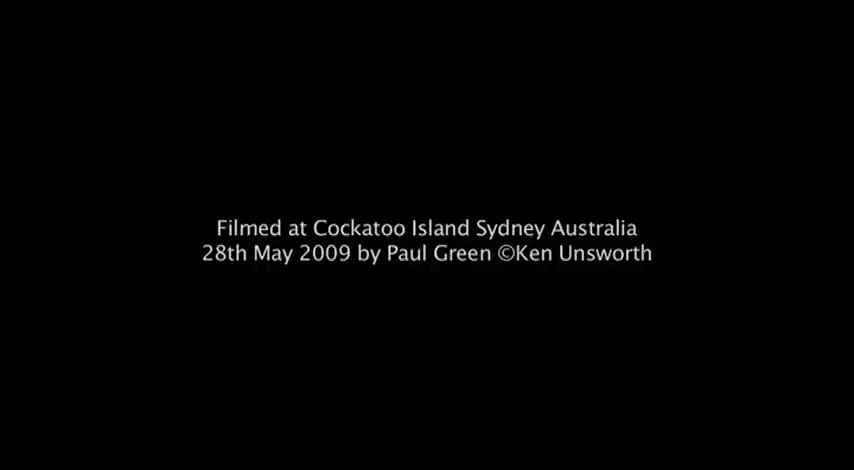 Filmed at Cockatoo Island Sydney Australia
28th May 2009 by Paul Green ©Ken Unsworth